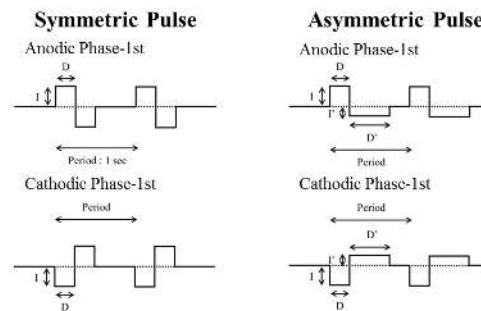 Symmetric Pulse
Anodic Phase-1st
D
I
Period : 1 sec
Cathodic Phase-1st
Period
I
D
Asymmetric Pulse
Anodic Phase-1st
D
I
I'
D'
Period
Cathodic Phase-1st
Period
D'
I'
I
D